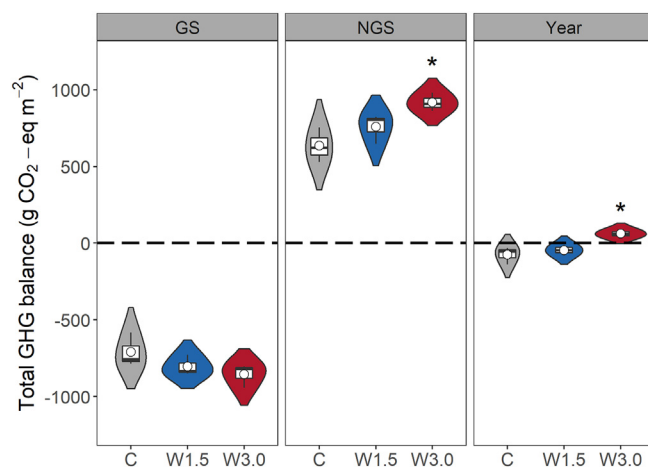 GS NGS Year
Total GHG balance (g CO₂ – eq m⁻²)
1000
500
0
-500
-1000
*
*
C W1.5 W3.0 C W1.5 W3.0 C W1.5 W3.0